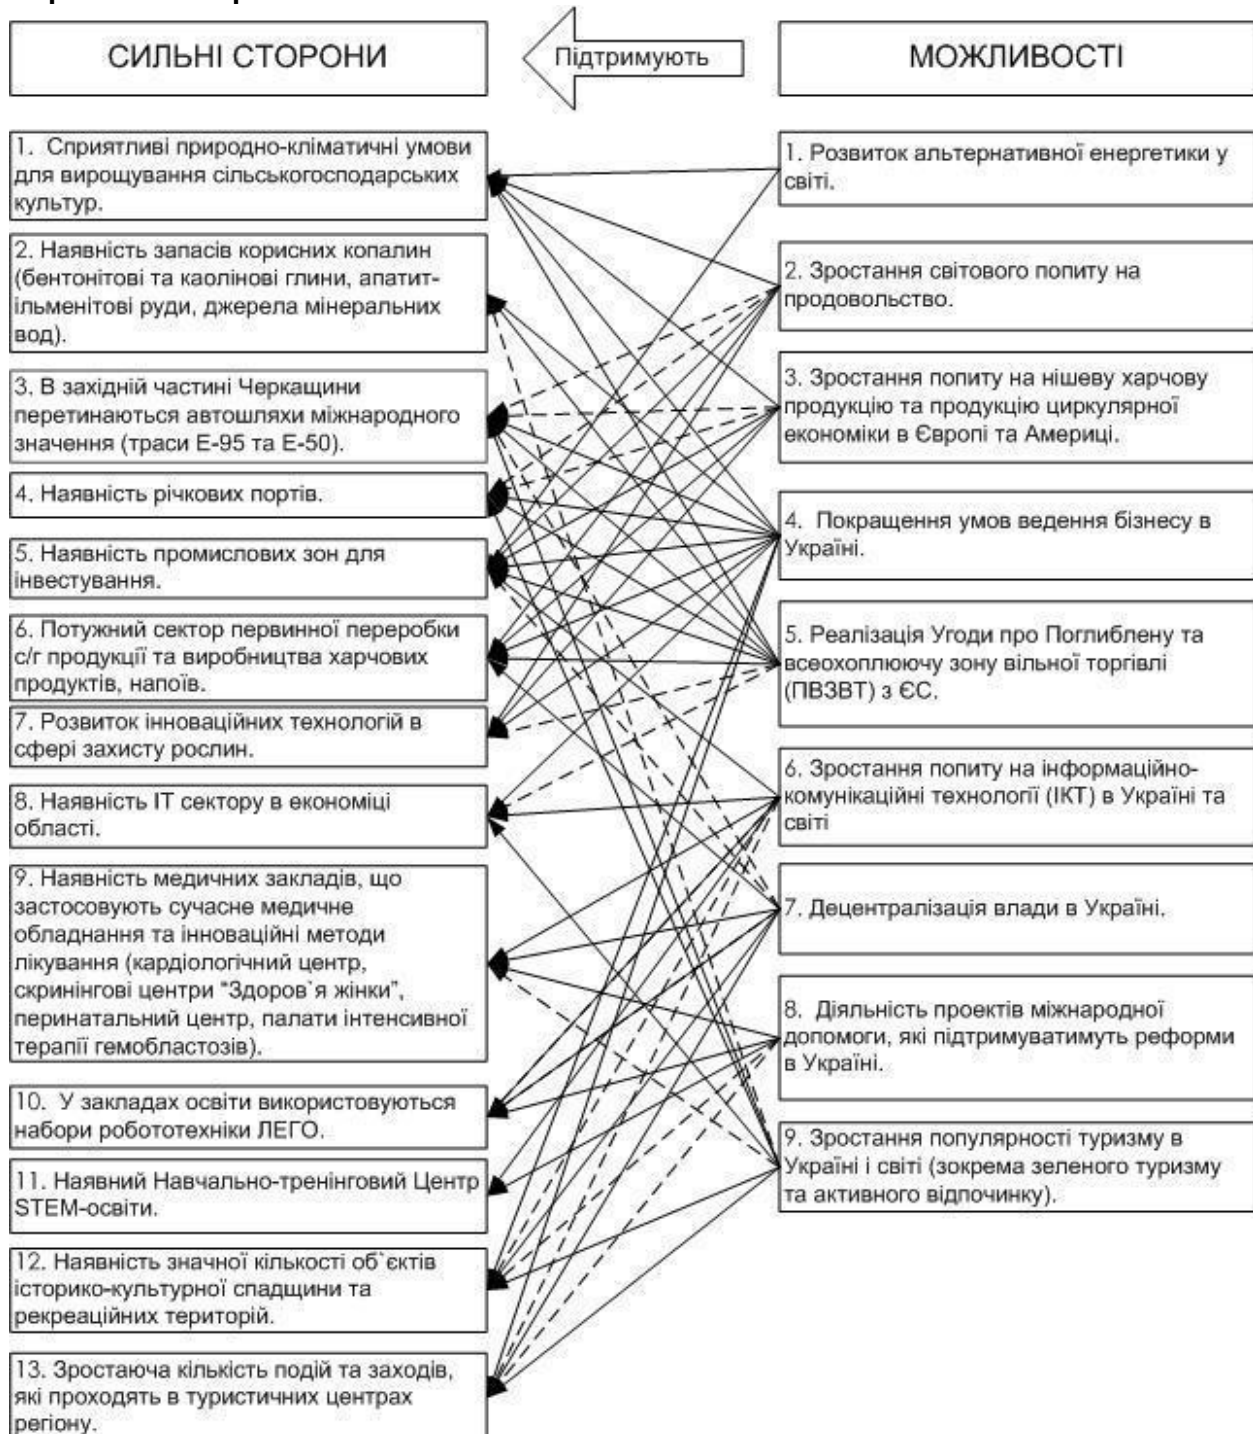 СИЛЬНІ СТОРОНИ
Підтримують
МОЖЛИВОСТІ
1. Сприятливі природно-кліматичні умови
для вирощування сільськогосподарських
культур.
2. Наявність запасів корисних копалин
(бентонітові та каолінові глини, апатит-
ільменітові руди, джерела мінеральних
вод).
3. В західній частині Черкащини
перетинаються автошляхи міжнародного
значення (траси Е-95 та Е-50).
4. Наявність річкових портів.
5. Наявність промислових зон для
інвестування.
6. Потужний сектор первинної переробки
с/г продукції та виробництва харчових
продуктів, напоїв.
7. Розвиток інноваційних технологій в
сфері захисту рослин.
8. Наявність ІТ сектору в економіці
області.
9. Наявність медичних закладів, що
застосовують сучасне медичне
обладнання та інноваційні методи
лікування (кардіологічний центр,
скринінгові центри “Здоров`я жінки”,
перинатальний центр, палати інтенсивної
терапії гемобластозів).
10. У закладах освіти використовуються
набори робототехніки ЛЕГО.
11. Наявний Навчально-тренінговий Центр
STEM-освіти.
12. Наявність значної кількості об`єктів
історико-культурної спадщини та
рекреаційних територій.
13. Зростаюча кількість подій та заходів,
які проходять в туристичних центрах
регіону.
1. Розвиток альтернативної енергетики у
світі.
2. Зростання світового попиту на
продовольство.
3. Зростання попиту на нішеву харчову
продукцію та продукцію циркулярної
економіки в Європі та Америці.
4. Покращення умов ведення бізнесу в
Україні.
5. Реалізація Угоди про Поглиблену та
всеохоплюючу зону вільної торгівлі
(ПВЗВТ) з ЄС.
6. Зростання попиту на інформаційно-
комунікаційні технології (ІКТ) в Україні та
світі
7. Децентралізація влади в Україні.
8. Діяльність проектів міжнародної
допомоги, які підтримуватимуть реформи
в Україні.
9. Зростання популярності туризму в
Україні і світі (зокрема зеленого туризму
та активного відпочинку).